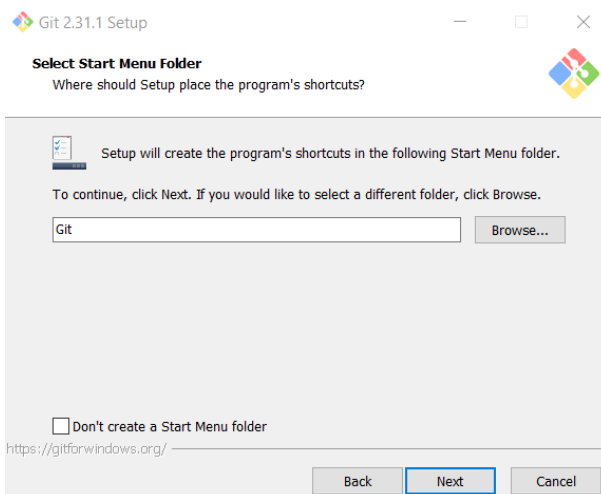 Git 2.31.1 Setup
Select Start Menu Folder
Where should Setup place the program's shortcuts?
Setup will create the program's shortcuts in the following Start Menu folder.
To continue, click Next. If you would like to select a different folder, click Browse.
Git
Browse...
Don't create a Start Menu folder
https://gitforwindows.org/
Back
Next
Cancel